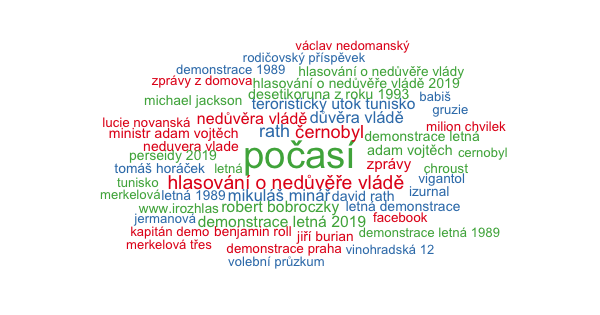 václav nedomanský
rodičovský příspěvek
demonstrace 1989 hlasování o nedůvěře vlády
zprávy z domova hlasování o nedůvěře vládě 2019
desetikoruna z roku 1993 babiš
michael jackson teroristický útok tunisko gruzie
lucie novanská nedůvěra vládě důvěra vládě
ministr adam vojtěch rath černobyl milion chvilek
demonstrace letná
neduvera vlade počasí adam vojtěch černobyl
perseidy 2019
tomáš horáček letná zprávy chroust
tunisko hlasování o nedůvěře vládě vigantol
merkelová letná 1989 mikuláš minář david rath izurnal
www.irozhlas robert bobroczky letná demonstrace
jermanová demonstrace letná 2019 facebook
kapitán demo benjamin roll jiří burian demonstrace letná 1989
merkelová třes demonstrace praha vinohradská 12
volební průzkum